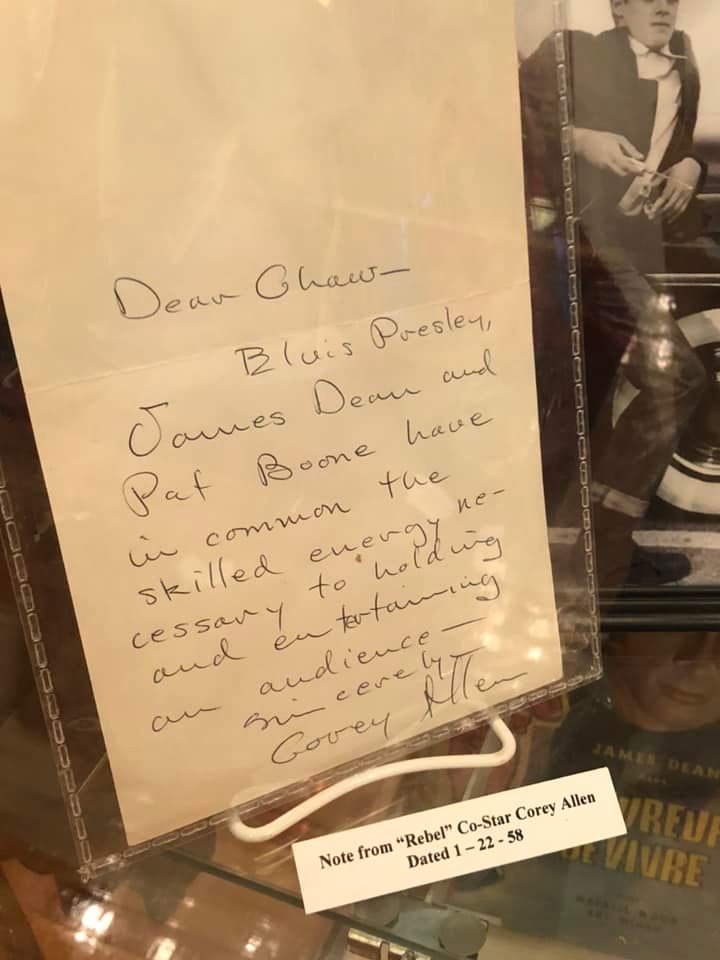 Dear Chaw—
Elvis Presley,
James Dean and
Pat Boone have
in common the
skilled energy ne-
cessary to holding
and entertaining
an audience—
sincerely—
Corey Allen
Note from “Rebel” Co-Star Corey Allen
Dated 1 – 22 - 58
JAMES DEAN